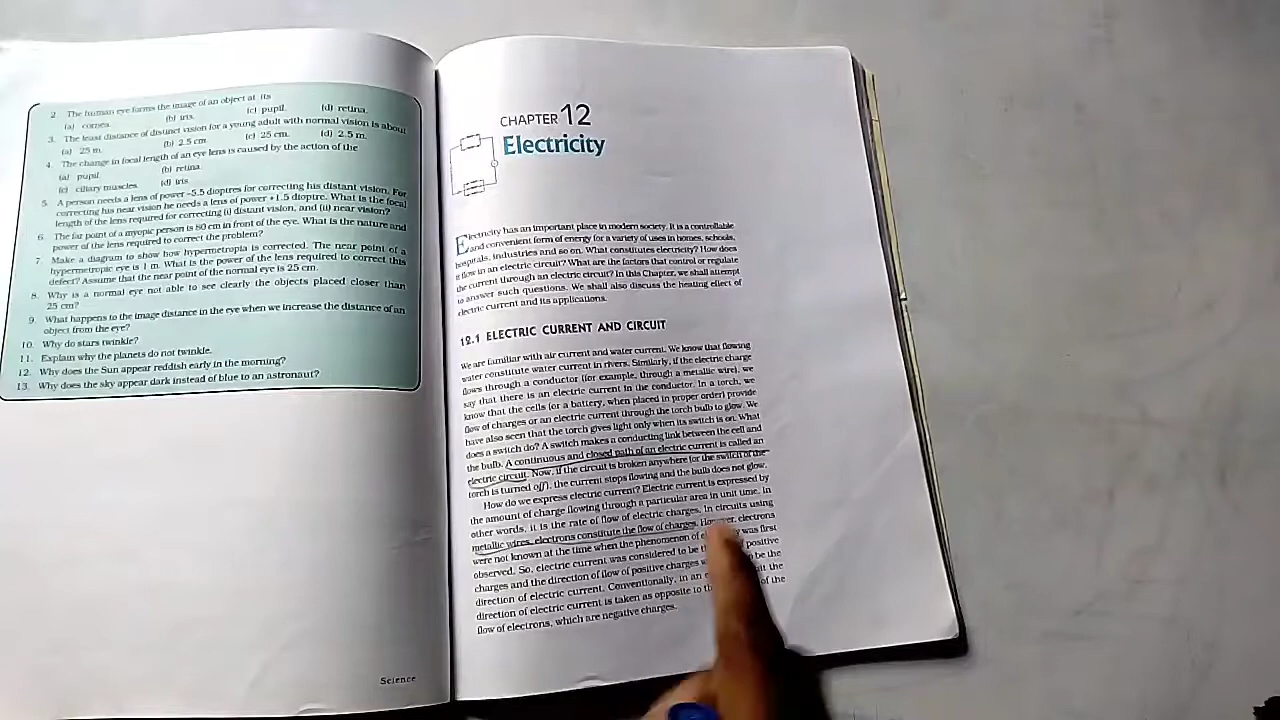 2. The human eye forms the image of an object at its
(a) cornea. (b) iris. (c) pupil. (d) retina.
3. The least distance of distinct vision for a young adult with normal vision is about
(a) 25 m. (b) 2.5 cm. (c) 25 cm. (d) 2.5 m.
4. The change in focal length of an eye lens is caused by the action of the
(a) pupil. (b) retina.
(c) ciliary muscles. (d) iris.
5. A person needs a lens of power –5.5 dioptres for correcting his distant vision. For
correcting his near vision he needs a lens of power +1.5 dioptre. What is the focal
length of the lens required for correcting (i) distant vision, and (ii) near vision?
6. The far point of a myopic person is 80 cm in front of the eye. What is the nature and
power of the lens required to correct the problem?
7. Make a diagram to show how hypermetropia is corrected. The near point of a
hypermetropic eye is 1 m. What is the power of the lens required to correct this
defect? Assume that the near point of the normal eye is 25 cm.
8. Why is a normal eye not able to see clearly the objects placed closer than
25 cm?
9. What happens to the image distance in the eye when we increase the distance of an
object from the eye?
10. Why do stars twinkle?
11. Explain why the planets do not twinkle.
12. Why does the Sun appear reddish early in the morning?
13. Why does the sky appear dark instead of blue to an astronaut?
Science
CHAPTER 12
Electricity
Electricity has an important place in modern society. It is a controllable
and convenient form of energy for a variety of uses in homes, schools,
hospitals, industries and so on. What constitutes electricity? How does
it flow in an electric circuit? What are the factors that control or regulate
the current through an electric circuit? In this Chapter, we shall attempt
to answer such questions. We shall also discuss the heating effect of
electric current and its applications.
12.1 ELECTRIC CURRENT AND CIRCUIT
We are familiar with air current and water current. We know that flowing
water constitute water current in rivers. Similarly, if the electric charge
flows through a conductor (for example, through a metallic wire), we
say that there is an electric current in the conductor. In a torch, we
know that the cells (or a battery, when placed in proper order) provide
flow of charges or an electric current through the torch bulb to glow. We
have also seen that the torch gives light only when its switch is on. What
does a switch do? A switch makes a conducting link between the cell and
the bulb. A continuous and closed path of an electric current is called an
electric circuit. Now, if the circuit is broken anywhere (or the switch of the
torch is turned off), the current stops flowing and the bulb does not glow.
How do we express electric current? Electric current is expressed by
the amount of charge flowing through a particular area in unit time. In
other words, it is the rate of flow of electric charges. In circuits using
metallic wires, electrons constitute the flow of charges. However, electrons
were not known at the time when the phenomenon of was first
observed. So, electric current was considered to be positive
charges and the direction of flow of positive charges be the
direction of electric current. Conventionally, in an the
direction of electric current is taken as opposite to of the
flow of electrons, which are negative charges.